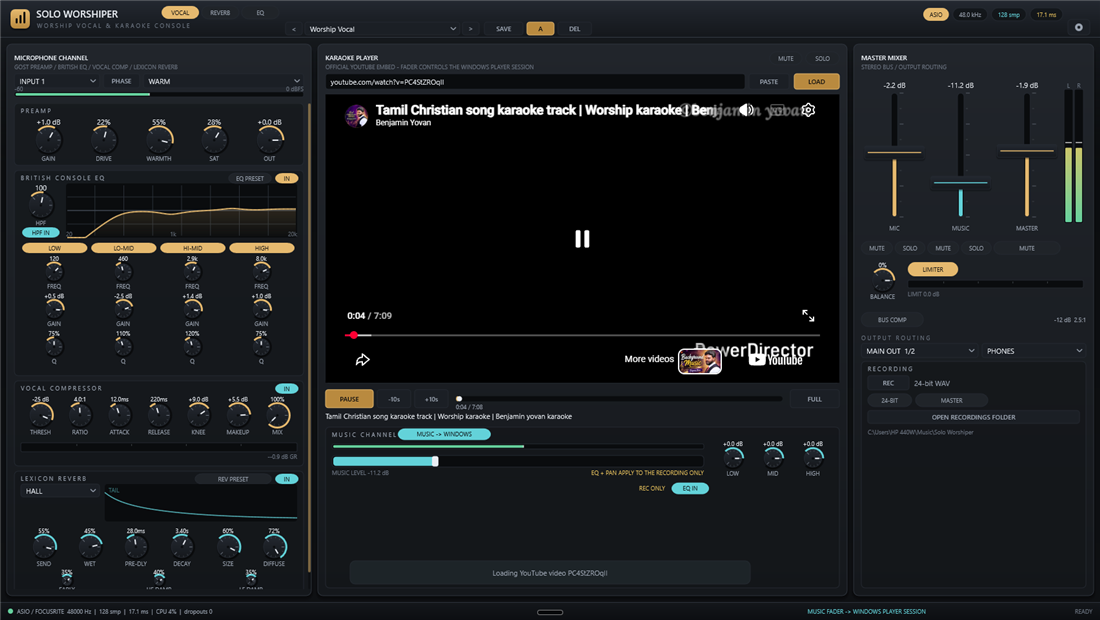 SOLO WORSHIPER
WORSHIP VOCAL & KARAOKE CONSOLE
VOCAL REVERB EQ
< Worship Vocal > SAVE A DEL
ASIO 48.0 kHz 128 smp 17.1 ms
MICROPHONE CHANNEL
GOST PREAMP / BRITISH EQ / VOCAL COMP / LEXICON REVERB
INPUT 1 PHASE WARM
-60 0 dBFS
PREAMP
+1.0 dB 22% 55% 28% +0.0 dB
GAIN DRIVE WARMTH SAT OUT
BRITISH CONSOLE EQ EQ PRESET IN
100
HPF
HPF IN
20 20k
LOW LO-MID HI-MID HIGH
120 460 2.9k 8.0k
FREQ FREQ FREQ FREQ
+0.5 dB -2.5 dB +1.4 dB +1.0 dB
GAIN GAIN GAIN GAIN
75% 110% 120% 75%
Q Q Q Q
VOCAL COMPRESSOR IN
-25 dB 4.0:1 12.0ms 220ms +9.0 +5.5 dB 100%
THRESH RATIO ATTACK RELEASE KNEE MAKEUP MIX
-0.9 dB GR
LEXICON REVERB REV PRESET IN
HALL TAIL
55% 45% 28.0ms 3.40s 60% 72%
SEND WET PRE-DLY DECAY SIZE DIFFUSE
35% 40% 35%
KARAOKE PLAYER MUTE SOLO
OFFICIAL YOUTUBE EMBED - FADER CONTROLS THE WINDOWS PLAYER SESSION
youtube.com/watch?v=PC4StZROqII PASTE LOAD
Tamil Christian song karaoke track | Worship karaoke | Benj
Benjamin yovan
Benjamin Yovan
0:04 / 7:09
More videos
PowerDirector
YouTube
PAUSE -10s +10s FULL
0:04 / 7:08
Tamil Christian song karaoke track | Worship karaoke | Benjamin yovan karaoke
MUSIC CHANNEL MUSIC -> WINDOWS
MUSIC LEVEL -11.2 dB EQ + PAN APPLY TO THE RECORDING ONLY
REC ONLY EQ IN
+0.0 dB +0.0 dB +0.0 dB
LOW MID HIGH
Loading YouTube video PC4StZROqII
MASTER MIXER
STEREO BUS / OUTPUT ROUTING
-2.2 dB -11.2 dB -1.9 dB L R
MIC MUSIC MASTER
MUTE SOLO MUTE SOLO MUTE
0%
BALANCE
LIMITER
LIMIT 0.0 dB
BUS COMP -12 dB 2.5:1
OUTPUT ROUTING
MAIN OUT 1/2 PHONES
RECORDING
REC 24-bit WAV
24-BIT MASTER
OPEN RECORDINGS FOLDER
C:\Users\HP 440W\Music\Solo Worshiper
ASIO / FOCUSRITE 48000 Hz | 128 smp | 17.1 ms | CPU 4% | dropouts 0
MUSIC FADER -> WINDOWS PLAYER SESSION READY